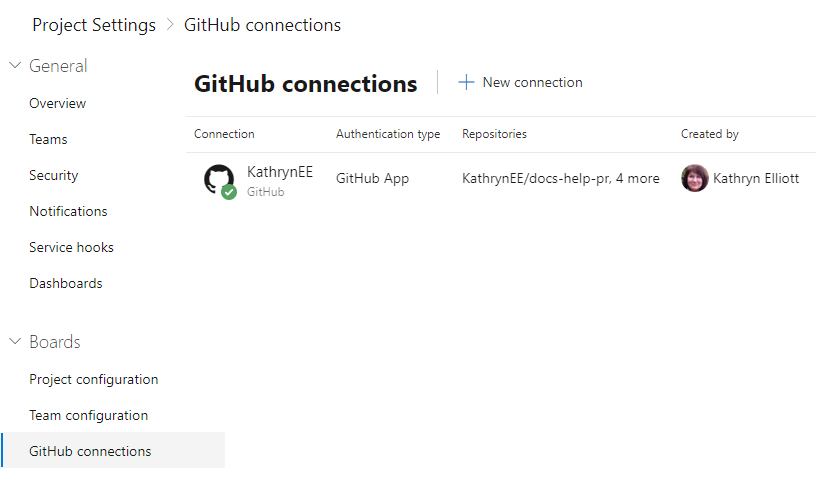 Project Settings > GitHub connections
General
Overview
Teams
Security
Notifications
Service hooks
Dashboards
Boards
Project configuration
Team configuration
GitHub connections
GitHub connections + New connection
Connection Authentication type Repositories Created by
KathrynEE GitHub App KathrynEE/docs-help-pr, 4 more Kathryn Elliott
GitHub